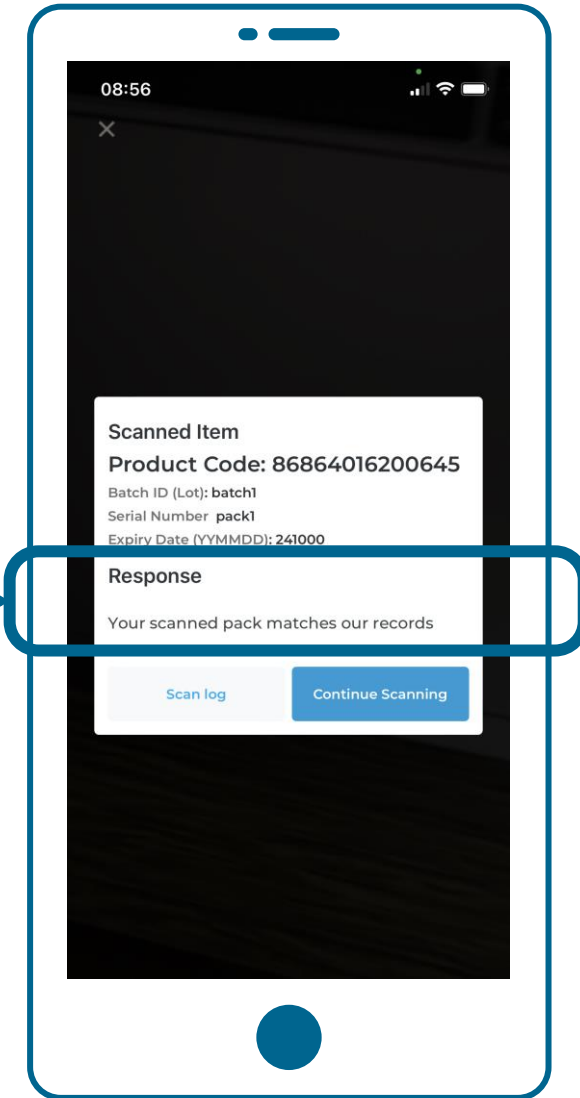 08:56
Scanned Item
Product Code: 86864016200645
Batch ID (Lot): batch1
Serial Number pack1
Expiry Date (YYMMDD): 241000
Response
Your scanned pack matches our records
Scan log
Continue Scanning